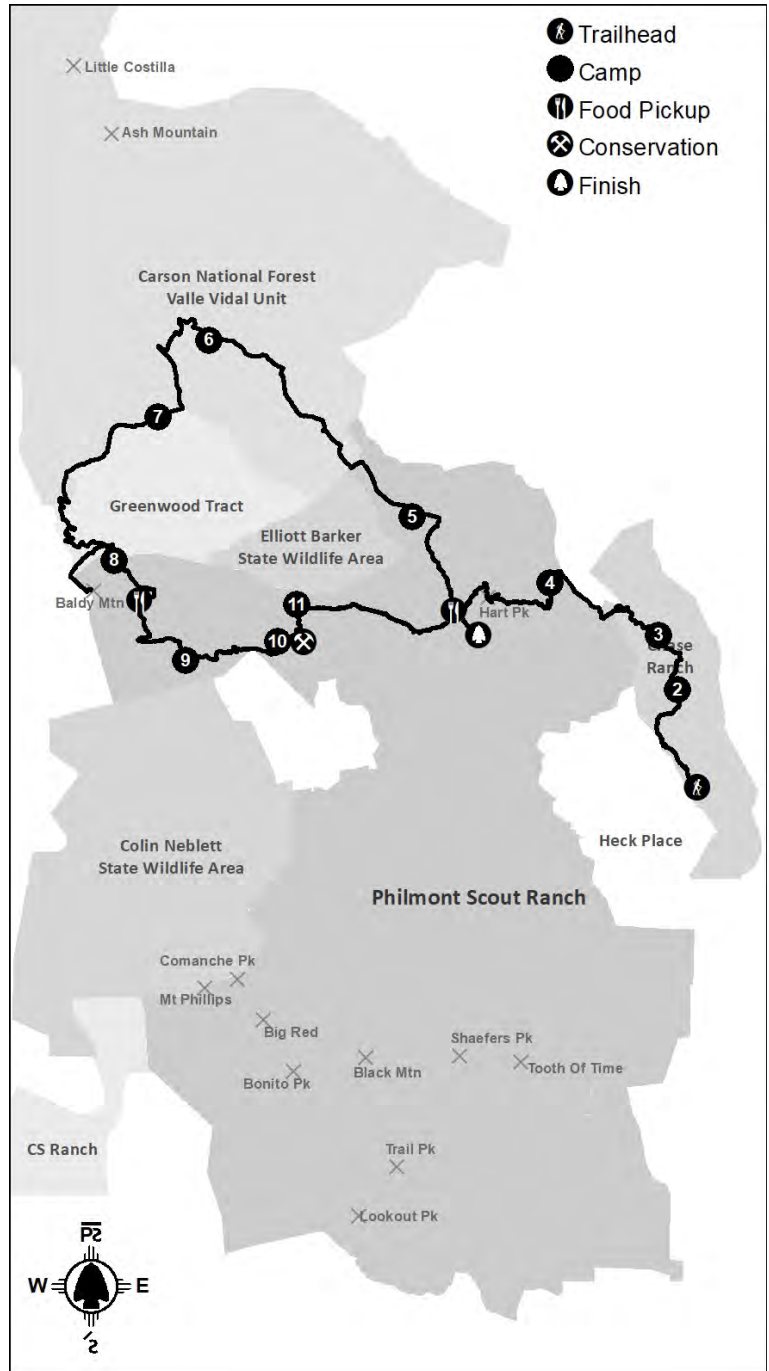 Trailhead
Camp
Food Pickup
Conservation
Finish
Little Costilla
Ash Mountain
Carson National Forest
Valle Vidal Unit
6
7
Greenwood Tract
5
Elliott Barker
State Wildlife Area
8
4
Baldy Mtn
11
Hart Pk
3
10
Chase
Ranch
9
2
Heck Place
Colin Neblett
State Wildlife Area
Philmont Scout Ranch
Comanche Pk
Mt Phillips
Big Red
Shaefers Pk
Black Mtn
Tooth Of Time
Bonito Pk
CS Ranch
Trail Pk
Lookout Pk
W
E